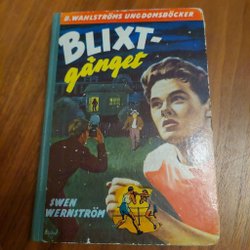 B. WAHLSTRÖMS UNGDOMSBÖCKER
BLIXT-
gänget
SWEN
WERNSTRÖM